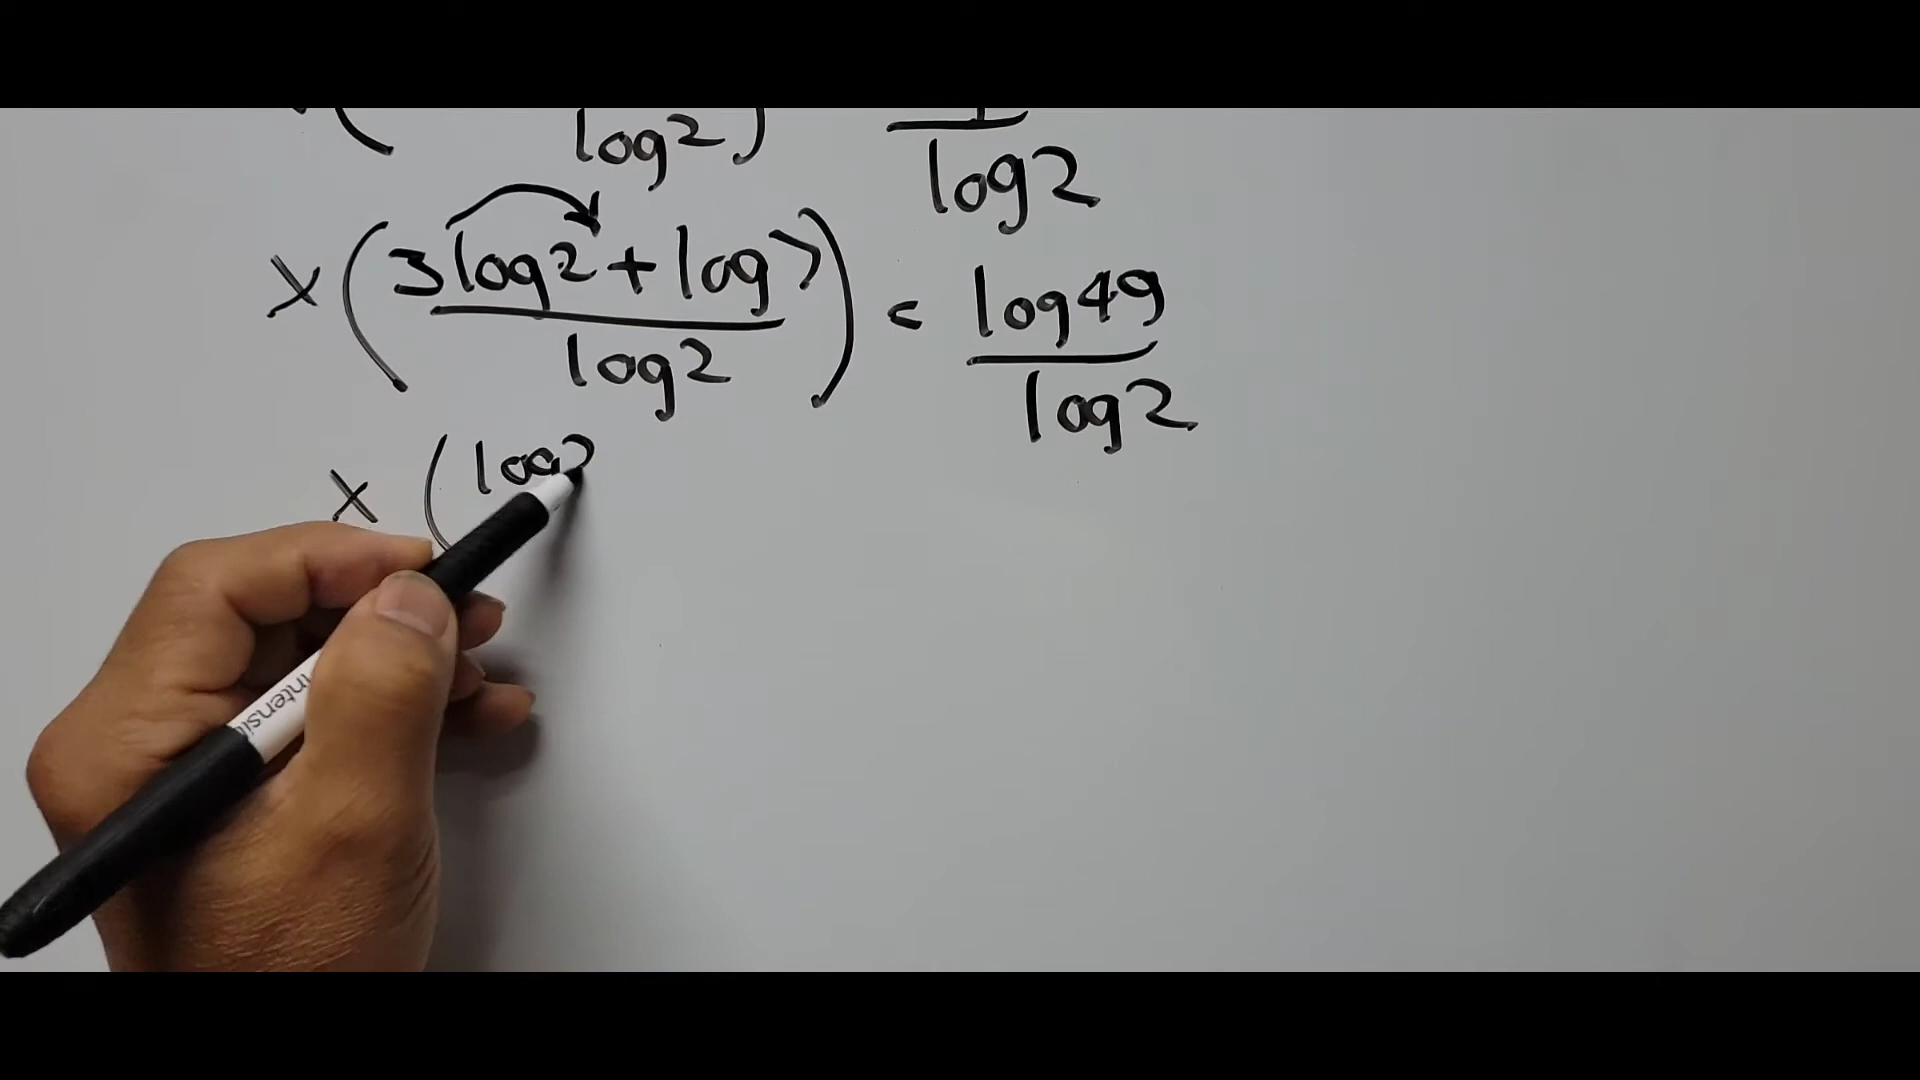 ( log2 )   log2
x ( 3log2 + log7 / log2 ) = log49 / log2
x ( log2
intensi